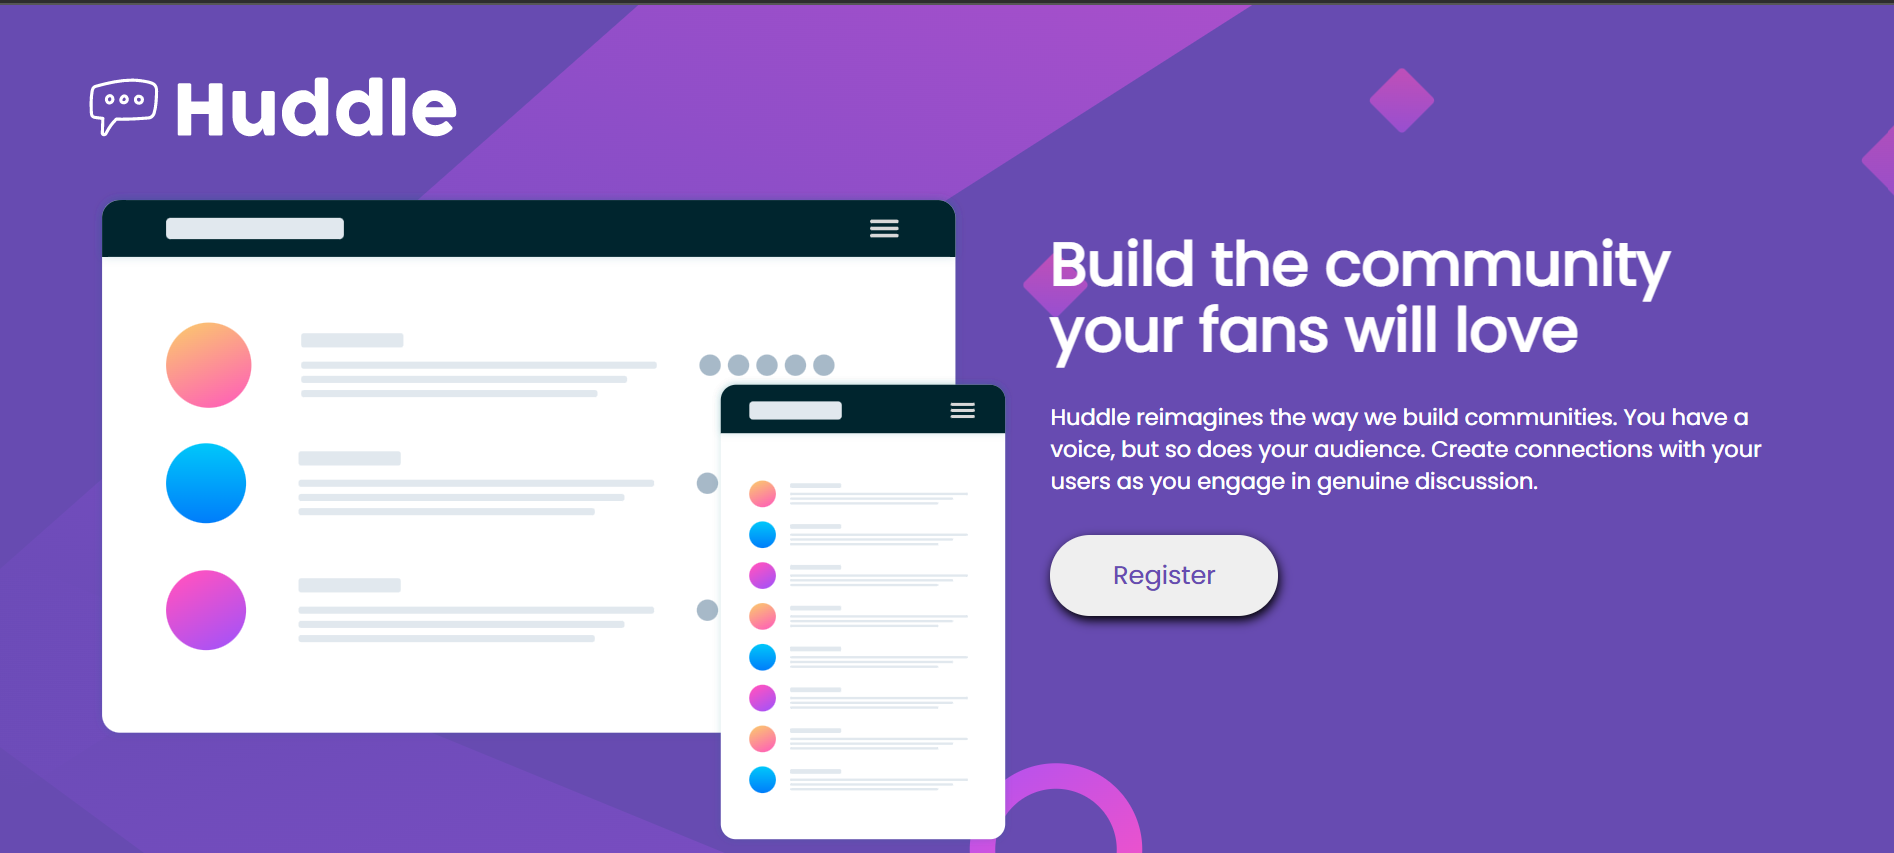 Huddle
Build the community
your fans will love
Huddle reimagines the way we build communities. You have a
voice, but so does your audience. Create connections with your
users as you engage in genuine discussion.
Register